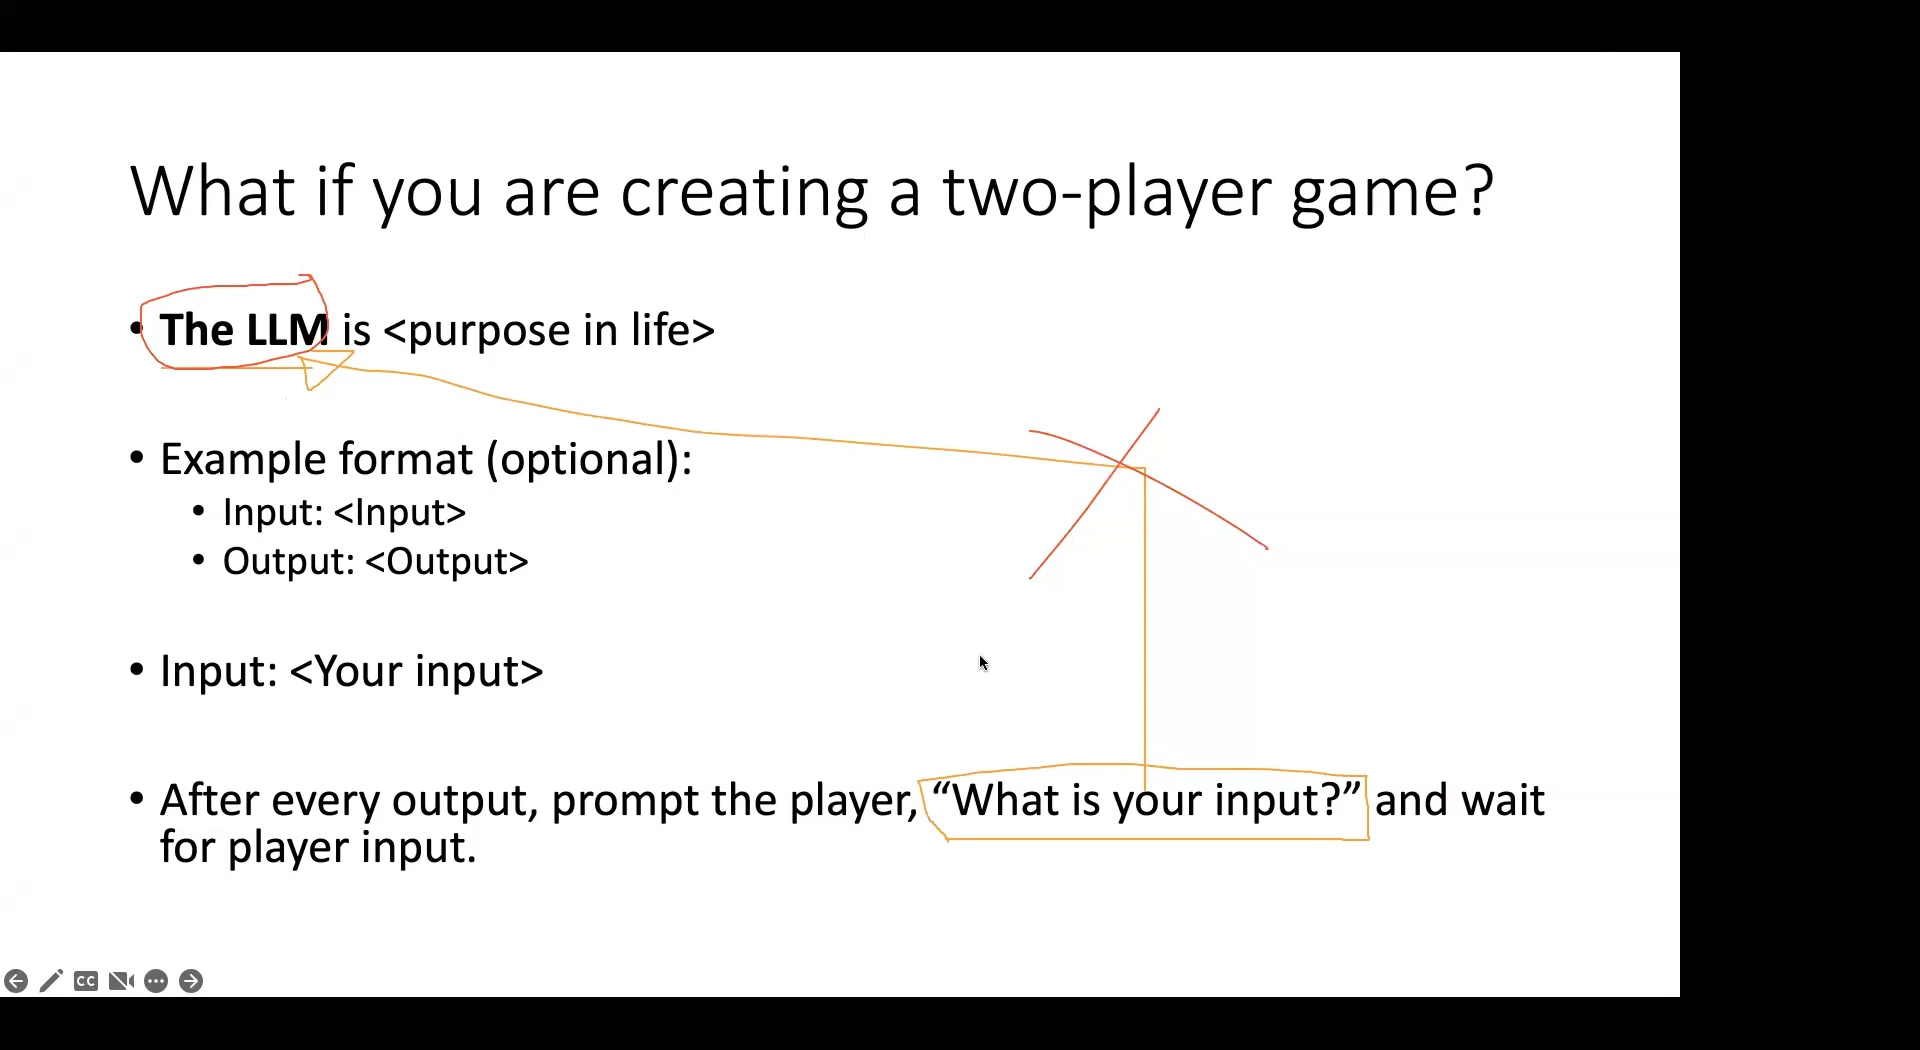 What if you are creating a two-player game?
• The LLM is <purpose in life>
• Example format (optional):
• Input: <Input>
• Output: <Output>
• Input: <Your input>
• After every output, prompt the player, “What is your input?” and wait
for player input.
CC